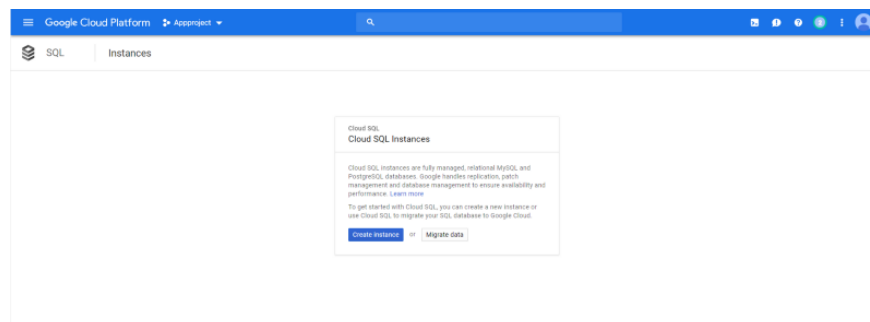 Google Cloud Platform Appproject
SQL Instances
Cloud SQL
Cloud SQL Instances
Cloud SQL instances are fully managed, relational MySQL and
PostgreSQL databases. Google handles replication, patch
management and database management to ensure availability and
performance. Learn more
To get started with Cloud SQL, you can create a new instance or
use Cloud SQL to migrate your SQL database to Google Cloud.
Create instance or Migrate data